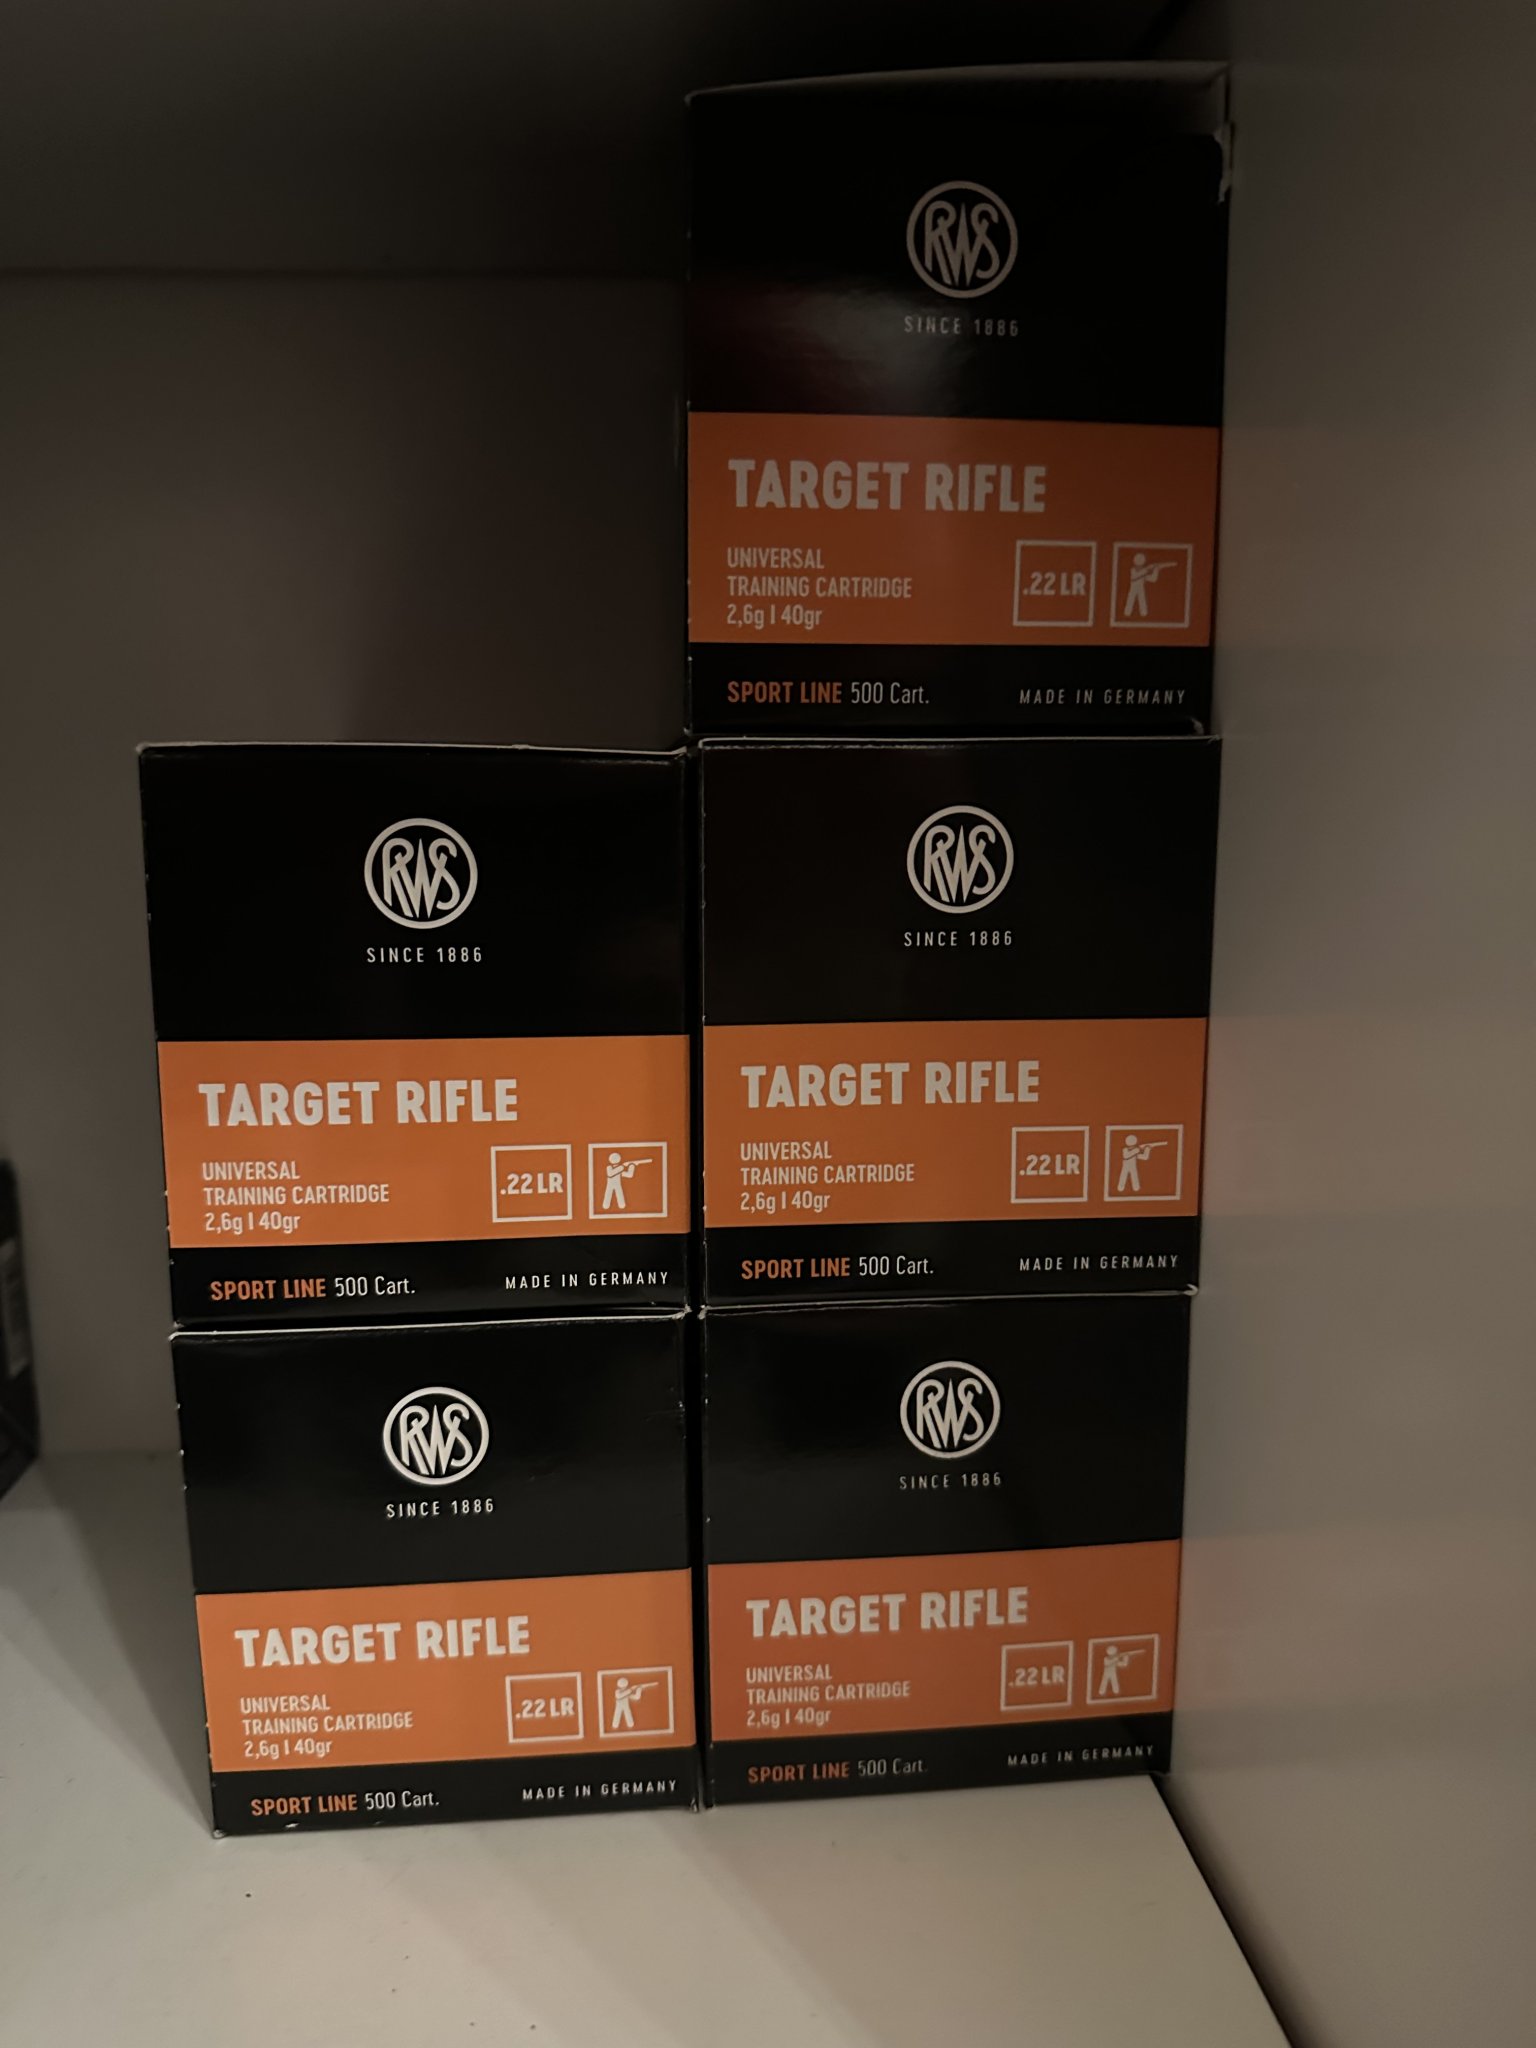 RWS
SINCE 1886
TARGET RIFLE
UNIVERSAL
TRAINING CARTRIDGE
2,6g | 40gr
.22 LR
SPORT LINE 500 Cart.
MADE IN GERMANY
RWS
SINCE 1886
TARGET RIFLE
UNIVERSAL
TRAINING CARTRIDGE
2,6g | 40gr
.22 LR
SPORT LINE 500 Cart.
MADE IN GERMANY
RWS
SINCE 1886
TARGET RIFLE
UNIVERSAL
TRAINING CARTRIDGE
2,6g | 40gr
.22 LR
SPORT LINE 500 Cart.
MADE IN GERMANY
RWS
SINCE 1886
TARGET RIFLE
UNIVERSAL
TRAINING CARTRIDGE
2,6g | 40gr
.22 LR
SPORT LINE 500 Cart.
MADE IN GERMANY
RWS
SINCE 1886
TARGET RIFLE
UNIVERSAL
TRAINING CARTRIDGE
2,6g | 40gr
.22 LR
SPORT LINE 500 Cart.
MADE IN GERMANY